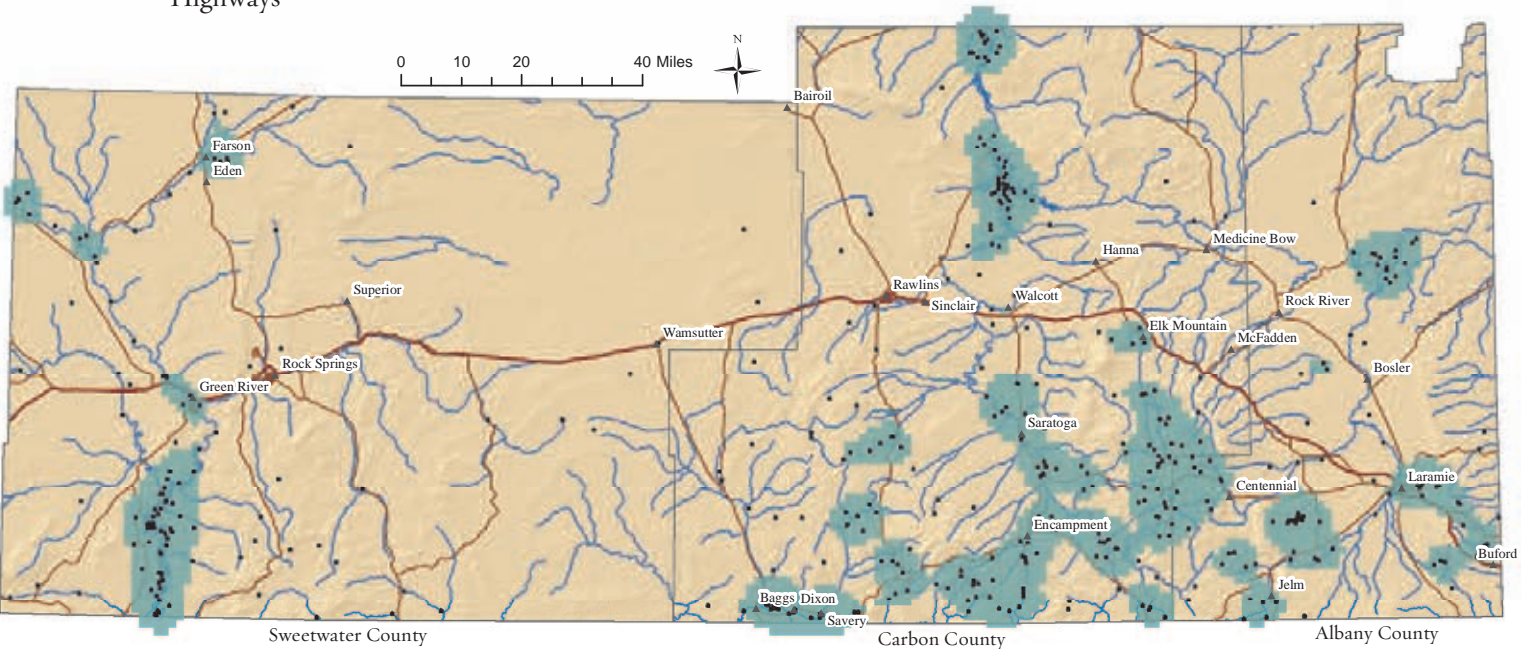 Highways
N
0 10 20 40 Miles
Bairoil
Farson
Eden
Medicine Bow
Hanna
Superior
Rawlins
Sinclair
Walcott
Rock River
Elk Mountain
McFadden
Wamsutter
Rock Springs
Green River
Bosler
Saratoga
Centennial
Laramie
Encampment
Buford
Jelm
Baggs
Dixon
Savery
Sweetwater County
Carbon County
Albany County